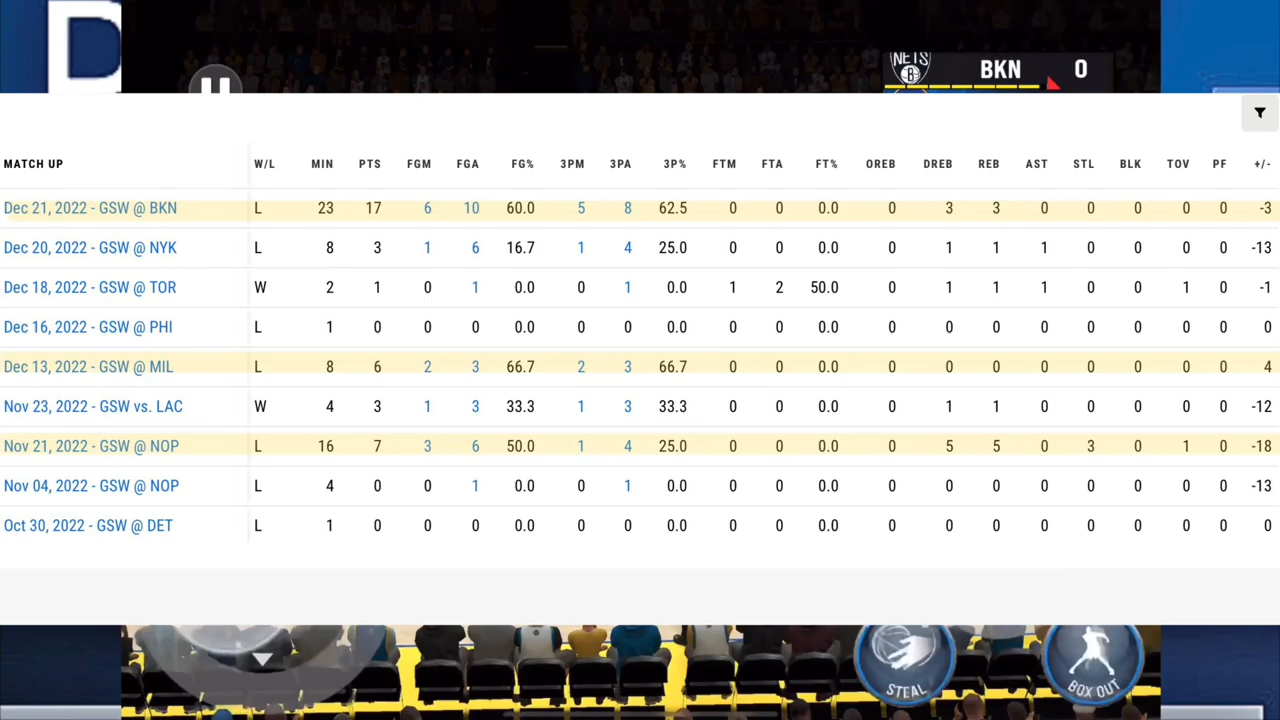 D
NETS
B
BKN 0
MATCH UP W/L MIN PTS FGM FGA FG% 3PM 3PA 3P% FTM FTA FT% OREB DREB REB AST STL BLK TOV PF +/-
Dec 21, 2022 - GSW @ BKN L 23 17 6 10 60.0 5 8 62.5 0 0 0.0 0 3 3 0 0 0 0 0 -3
Dec 20, 2022 - GSW @ NYK L 8 3 1 6 16.7 1 4 25.0 0 0 0.0 0 1 1 1 0 0 0 0 -13
Dec 18, 2022 - GSW @ TOR W 2 1 0 1 0.0 0 1 0.0 1 2 50.0 0 1 1 1 0 0 1 0 -1
Dec 16, 2022 - GSW @ PHI L 1 0 0 0 0.0 0 0 0.0 0 0 0.0 0 0 0 0 0 0 0 0 0
Dec 13, 2022 - GSW @ MIL L 8 6 2 3 66.7 2 3 66.7 0 0 0.0 0 0 0 0 0 0 0 0 4
Nov 23, 2022 - GSW vs. LAC W 4 3 1 3 33.3 1 3 33.3 0 0 0.0 0 1 1 0 0 0 0 0 -12
Nov 21, 2022 - GSW @ NOP L 16 7 3 6 50.0 1 4 25.0 0 0 0.0 0 5 5 0 3 0 1 0 -18
Nov 04, 2022 - GSW @ NOP L 4 0 0 1 0.0 0 1 0.0 0 0 0.0 0 0 0 0 0 0 0 0 -13
Oct 30, 2022 - GSW @ DET L 1 0 0 0 0.0 0 0 0.0 0 0 0.0 0 0 0 0 0 0 0 0 0
STEAL
BOX OUT